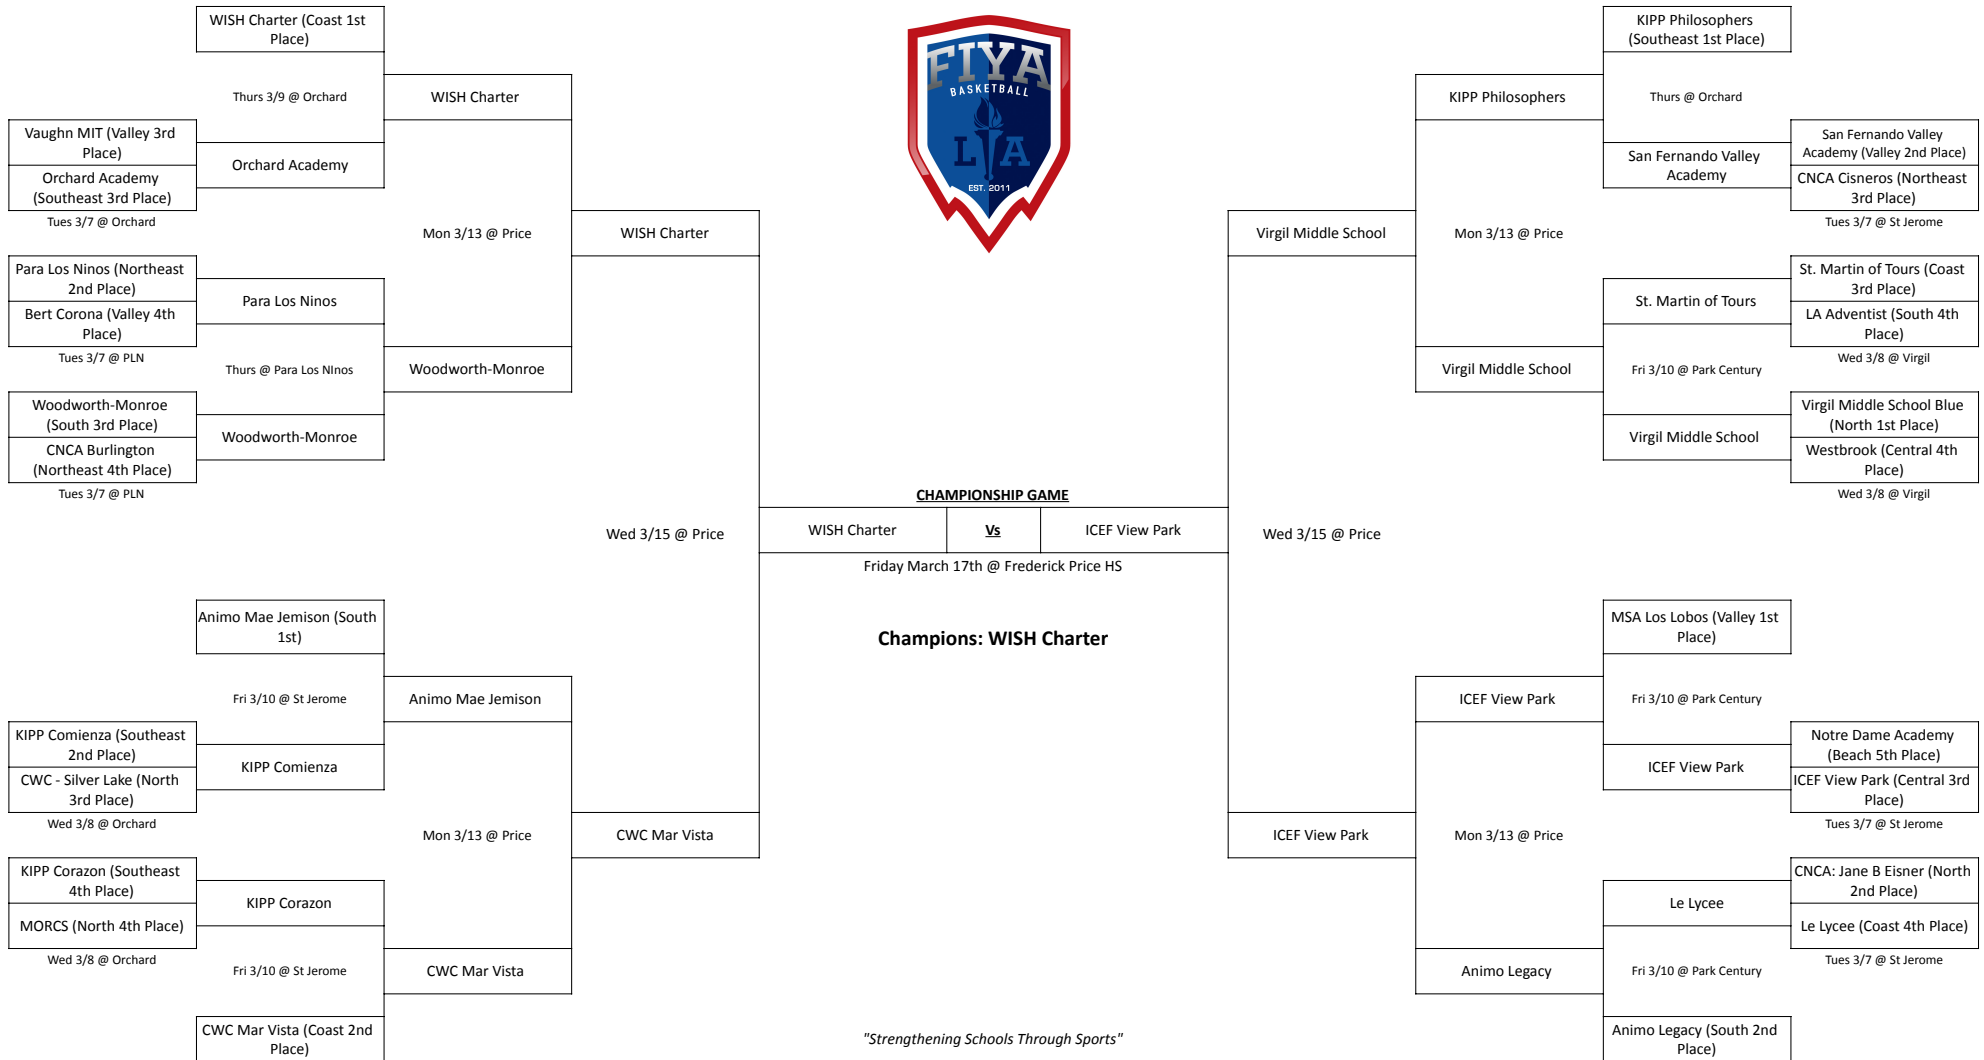 WISH Charter (Coast 1st
Place)
Thurs 3/9 @ Orchard
WISH Charter
Vaughn MIT (Valley 3rd
Place)
Orchard Academy
(Southeast 3rd Place)
Orchard Academy
Tues 3/7 @ Orchard
Mon 3/13 @ Price
WISH Charter
Para Los Ninos (Northeast
2nd Place)
Bert Corona (Valley 4th
Place)
Para Los Ninos
Tues 3/7 @ PLN
Thurs @ Para Los NInos
Woodworth-Monroe
Woodworth-Monroe
(South 3rd Place)
CNCA Burlington
(Northeast 4th Place)
Woodworth-Monroe
Tues 3/7 @ PLN
Wed 3/15 @ Price
Animo Mae Jemison (South
1st)
Fri 3/10 @ St Jerome
Animo Mae Jemison
KIPP Comienza (Southeast
2nd Place)
CWC - Silver Lake (North
3rd Place)
KIPP Comienza
Wed 3/8 @ Orchard
Mon 3/13 @ Price
CWC Mar Vista
KIPP Corazon (Southeast
4th Place)
MORCS (North 4th Place)
KIPP Corazon
Wed 3/8 @ Orchard
Fri 3/10 @ St Jerome
CWC Mar Vista
CWC Mar Vista (Coast 2nd
Place)
FIYA
BASKETBALL
LA
EST. 2011
CHAMPIONSHIP GAME
WISH Charter
Vs
ICEF View Park
Friday March 17th @ Frederick Price HS
Champions: WISH Charter
"Strengthening Schools Through Sports"
KIPP Philosophers
(Southeast 1st Place)
KIPP Philosophers
Thurs @ Orchard
San Fernando Valley
Academy
San Fernando Valley
Academy (Valley 2nd Place)
CNCA Cisneros (Northeast
3rd Place)
Tues 3/7 @ St Jerome
Virgil Middle School
Mon 3/13 @ Price
St. Martin of Tours
St. Martin of Tours (Coast
3rd Place)
LA Adventist (South 4th
Place)
Wed 3/8 @ Virgil
Virgil Middle School
Fri 3/10 @ Park Century
Virgil Middle School
Virgil Middle School Blue
(North 1st Place)
Westbrook (Central 4th
Place)
Wed 3/8 @ Virgil
Wed 3/15 @ Price
MSA Los Lobos (Valley 1st
Place)
ICEF View Park
Fri 3/10 @ Park Century
ICEF View Park
Notre Dame Academy
(Beach 5th Place)
ICEF View Park (Central 3rd
Place)
Tues 3/7 @ St Jerome
ICEF View Park
Mon 3/13 @ Price
Le Lycee
CNCA: Jane B Eisner (North
2nd Place)
Le Lycee (Coast 4th Place)
Tues 3/7 @ St Jerome
Animo Legacy
Fri 3/10 @ Park Century
Animo Legacy (South 2nd
Place)